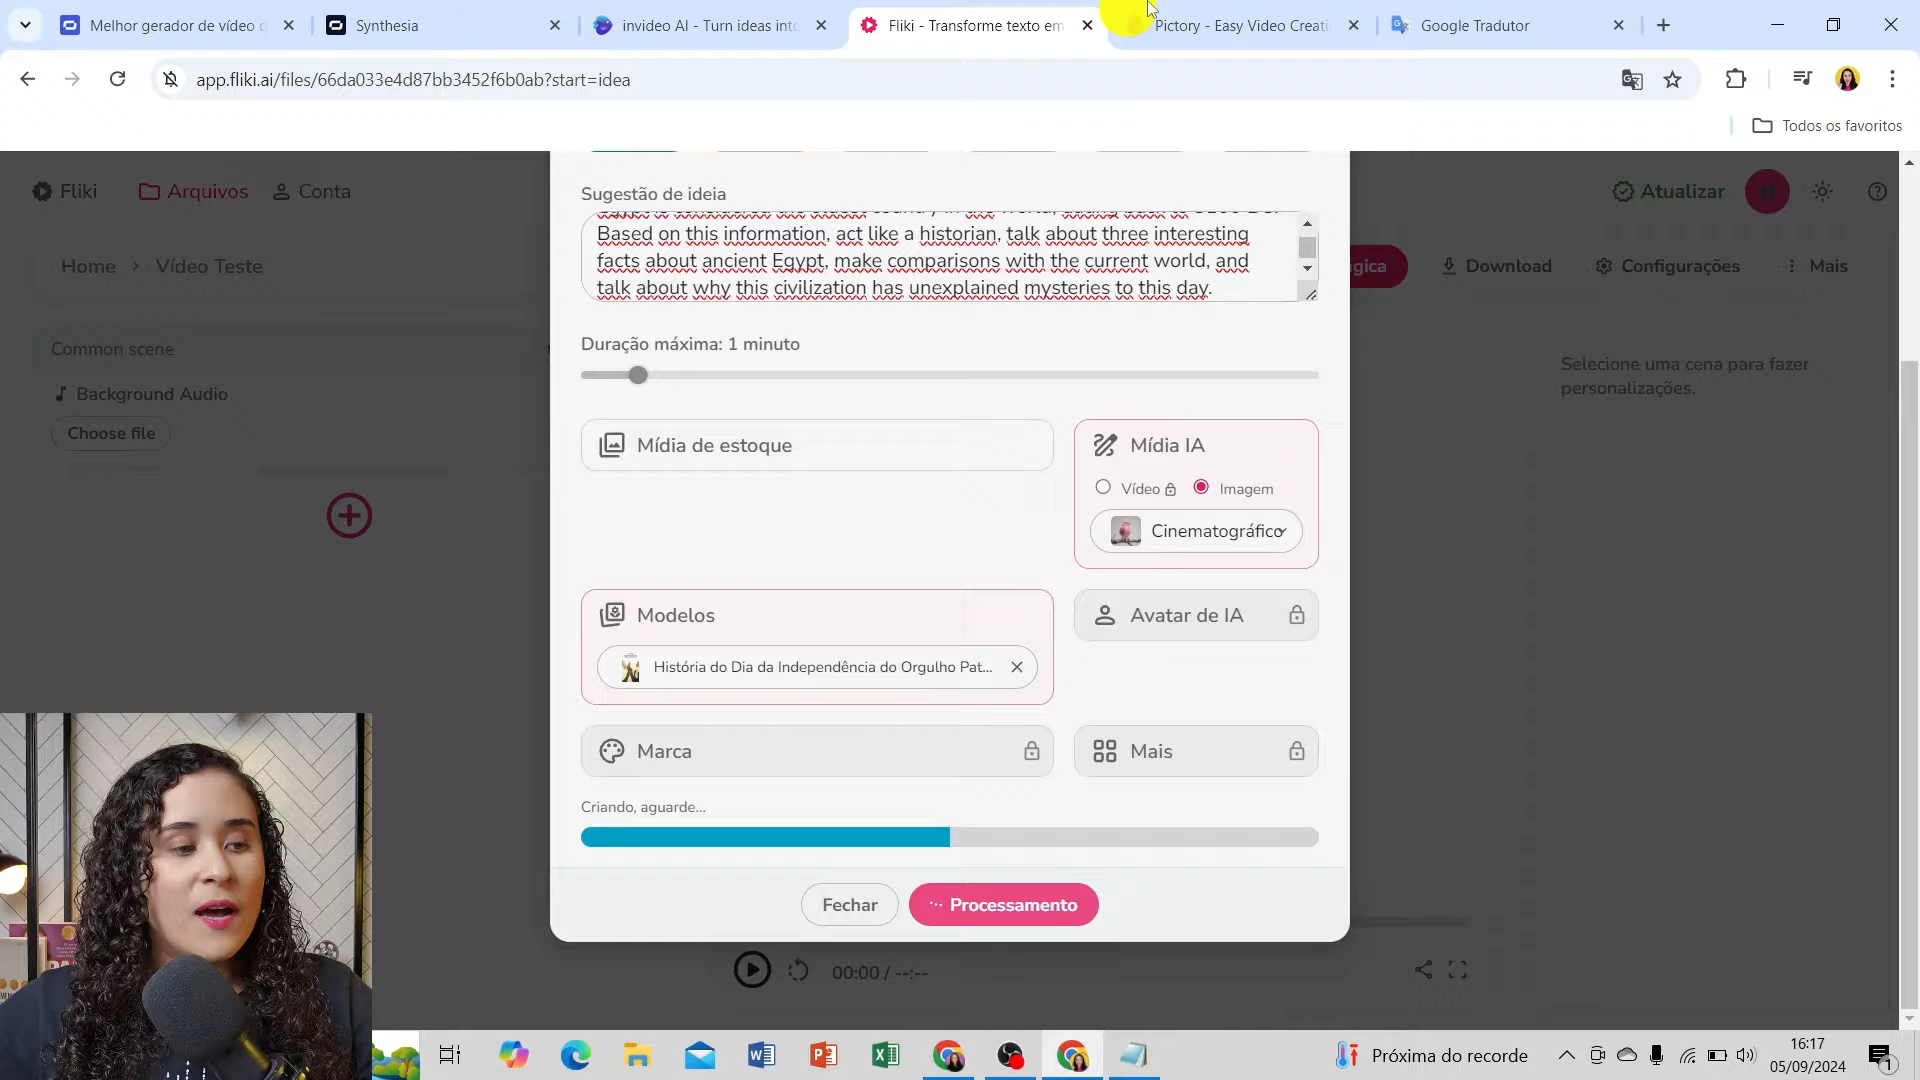 Melhor gerador de vídeo d
Synthesia
invideo AI - Turn ideas into
Fliki - Transforme texto em
Pictory - Easy Video Creati
Google Tradutor
app.fliki.ai/files/66da033e4d87bb3452f6b0ab?start=idea
Todos os favoritos
Fliki
Arquivos
Conta
Atualizar
Home
Vídeo Teste
gica
Download
Configurações
Mais
Common scene
Background Audio
Choose file
Selecione uma cena para fazer
personalizações.
Sugestão de ideia
Based on this information, act like a historian, talk about three interesting
facts about ancient Egypt, make comparisons with the current world, and
talk about why this civilization has unexplained mysteries to this day.
Duração máxima: 1 minuto
Mídia de estoque
Mídia IA
Vídeo
Imagem
Cinematográfico
Modelos
História do Dia da Independência do Orgulho Pat...
Avatar de IA
Marca
Mais
Criando, aguarde...
Fechar
Processamento
00:00 / --:--
Próxima do recorde
16:17
05/09/2024
1